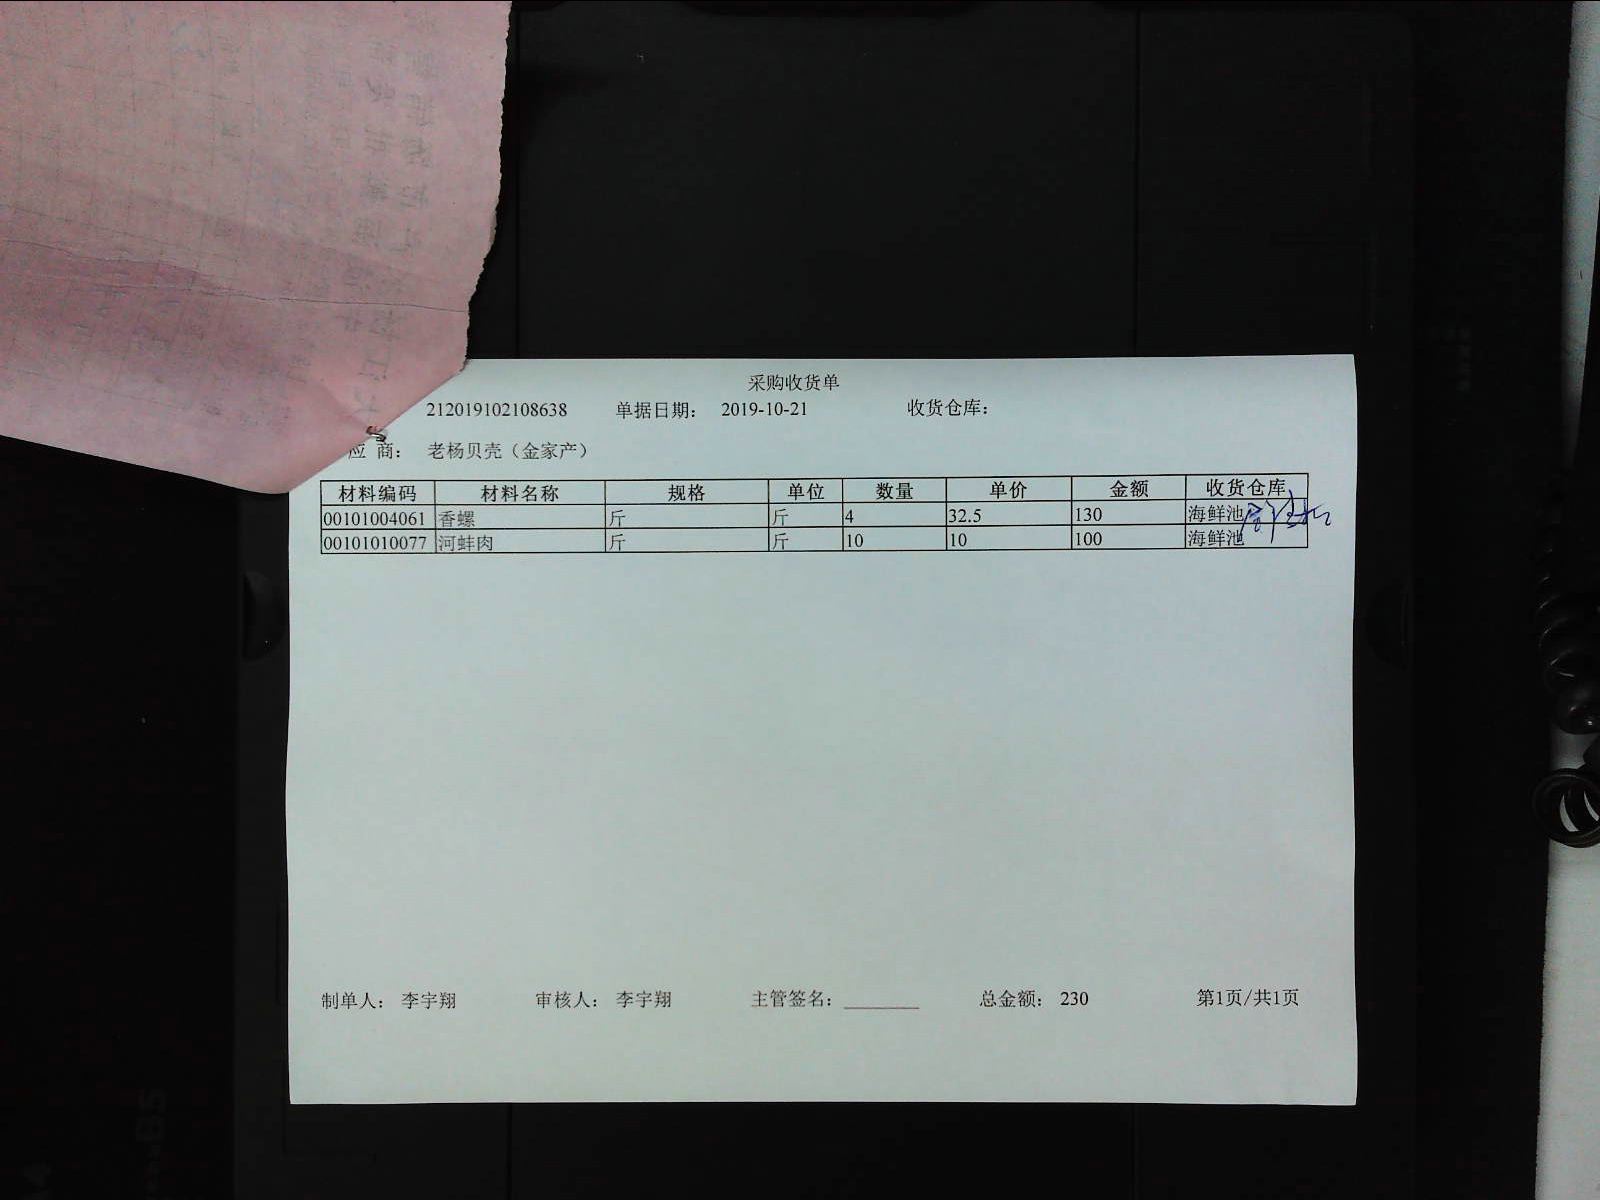 采购收货单
212019102108638 单据日期： 2019-10-21 收货仓库：
应 商： 老杨贝壳（金家产）
材料编码 材料名称 规格 单位 数量 单价 金额 收货仓库
00101004061 香螺 斤 斤 4 32.5 130 海鲜池
00101010077 河蚌肉 斤 斤 10 10 100 海鲜池
制单人： 李宇翔 审核人： 李宇翔 主管签名： 总金额： 230 第1页/共1页